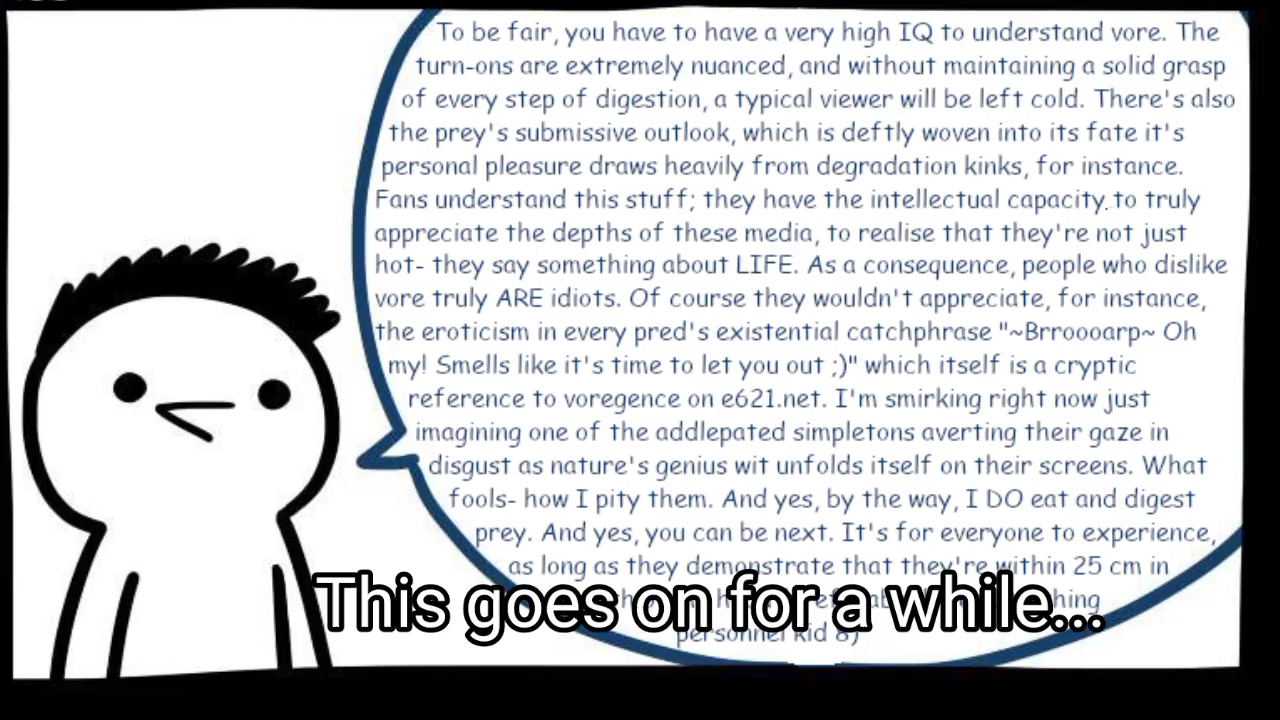 To be fair, you have to have a very high IQ to understand vore. The
turn-ons are extremely nuanced, and without maintaining a solid grasp
of every step of digestion, a typical viewer will be left cold. There's also
the prey's submissive outlook, which is deftly woven into its fate it's
personal pleasure draws heavily from degradation kinks, for instance.
Fans understand this stuff; they have the intellectual capacity to truly
appreciate the depths of these media, to realise that they're not just
hot- they say something about LIFE. As a consequence, people who dislike
vore truly ARE idiots. Of course they wouldn't appreciate, for instance,
the eroticism in every pred's existential catchphrase "~Brroooarp~ Oh
my! Smells like it's time to let you out ;)" which itself is a cryptic
reference to voregence on e621.net. I'm smirking right now just
imagining one of the addlepated simpletons averting their gaze in
disgust as nature's genius wit unfolds itself on their screens. What
fools- how I pity them. And yes, by the way, I DO eat and digest
prey. And yes, you can be next. It's for everyone to experience,
as long as they demonstrate that they're within 25 cm in
This goes on for a while...
personnel kid 8)